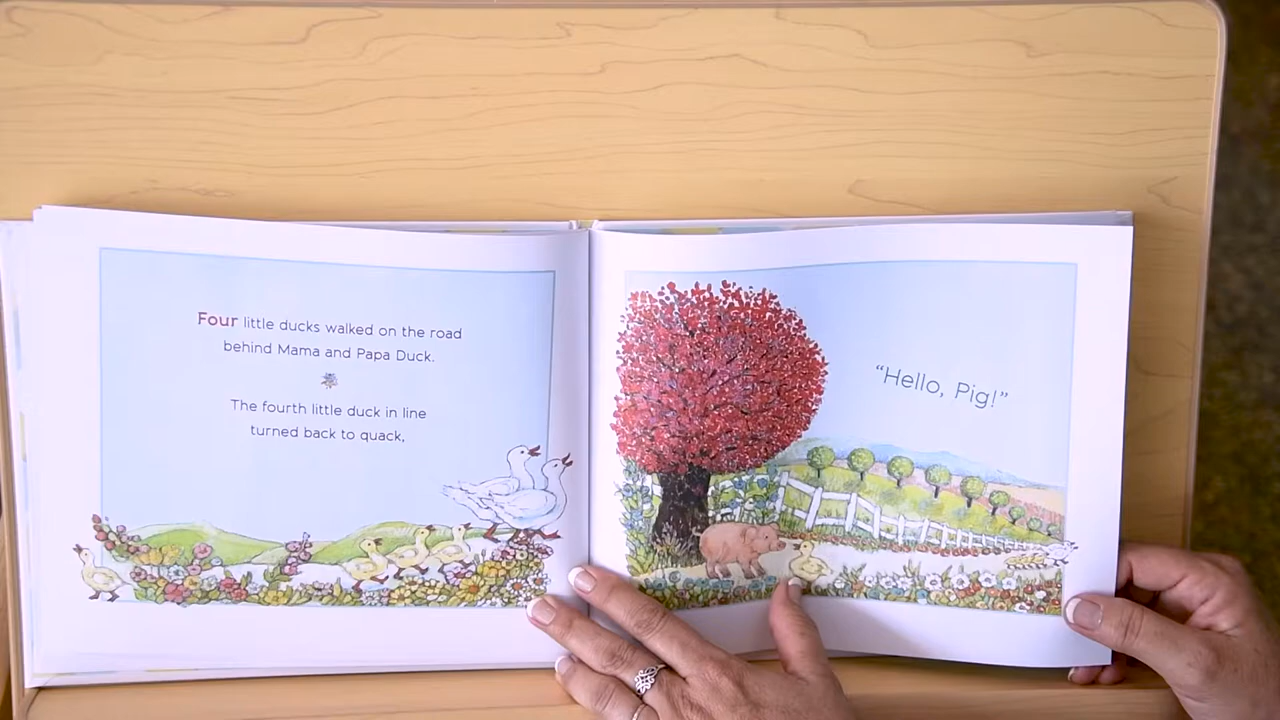 Four little ducks walked on the road
behind Mama and Papa Duck.
The fourth little duck in line
turned back to quack,
“Hello, Pig!”